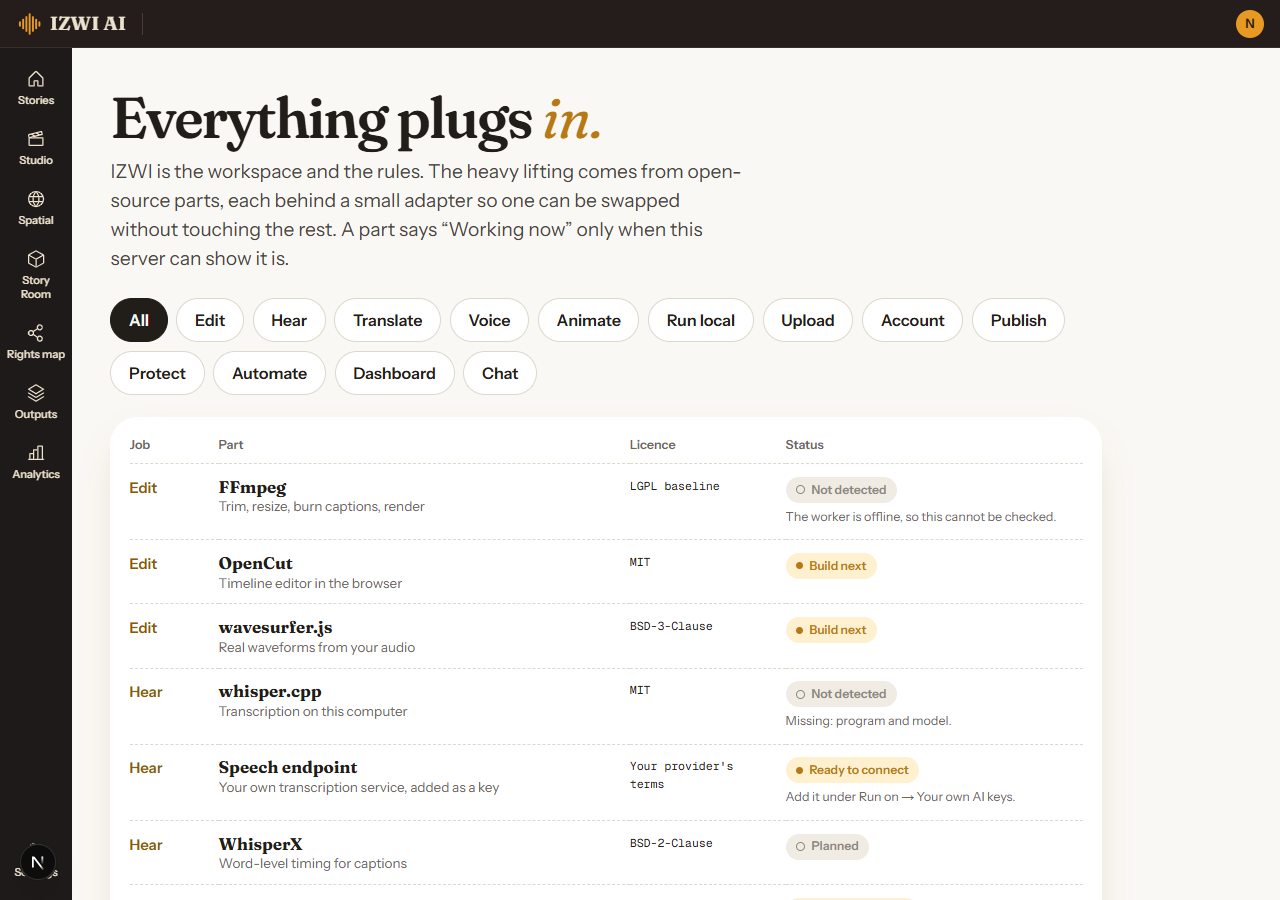 IZWI AI
N
Stories
Studio
Spatial
Story
Room
Rights map
Outputs
Analytics
N
Everything plugs in.
IZWI is the workspace and the rules. The heavy lifting comes from open-
source parts, each behind a small adapter so one can be swapped
without touching the rest. A part says “Working now” only when this
server can show it is.
All Edit Hear Translate Voice Animate Run local Upload Account Publish
Protect Automate Dashboard Chat
Job Part Licence Status
Edit FFmpeg LGPL baseline Not detected
Trim, resize, burn captions, render
The worker is offline, so this cannot be checked.
Edit OpenCut MIT Build next
Timeline editor in the browser
Edit wavesurfer.js BSD-3-Clause Build next
Real waveforms from your audio
Hear whisper.cpp MIT Not detected
Transcription on this computer
Missing: program and model.
Hear Speech endpoint Your provider's Ready to connect
Your own transcription service, added as a key terms
Add it under Run on → Your own AI keys.
Hear WhisperX BSD-2-Clause Planned
Word-level timing for captions